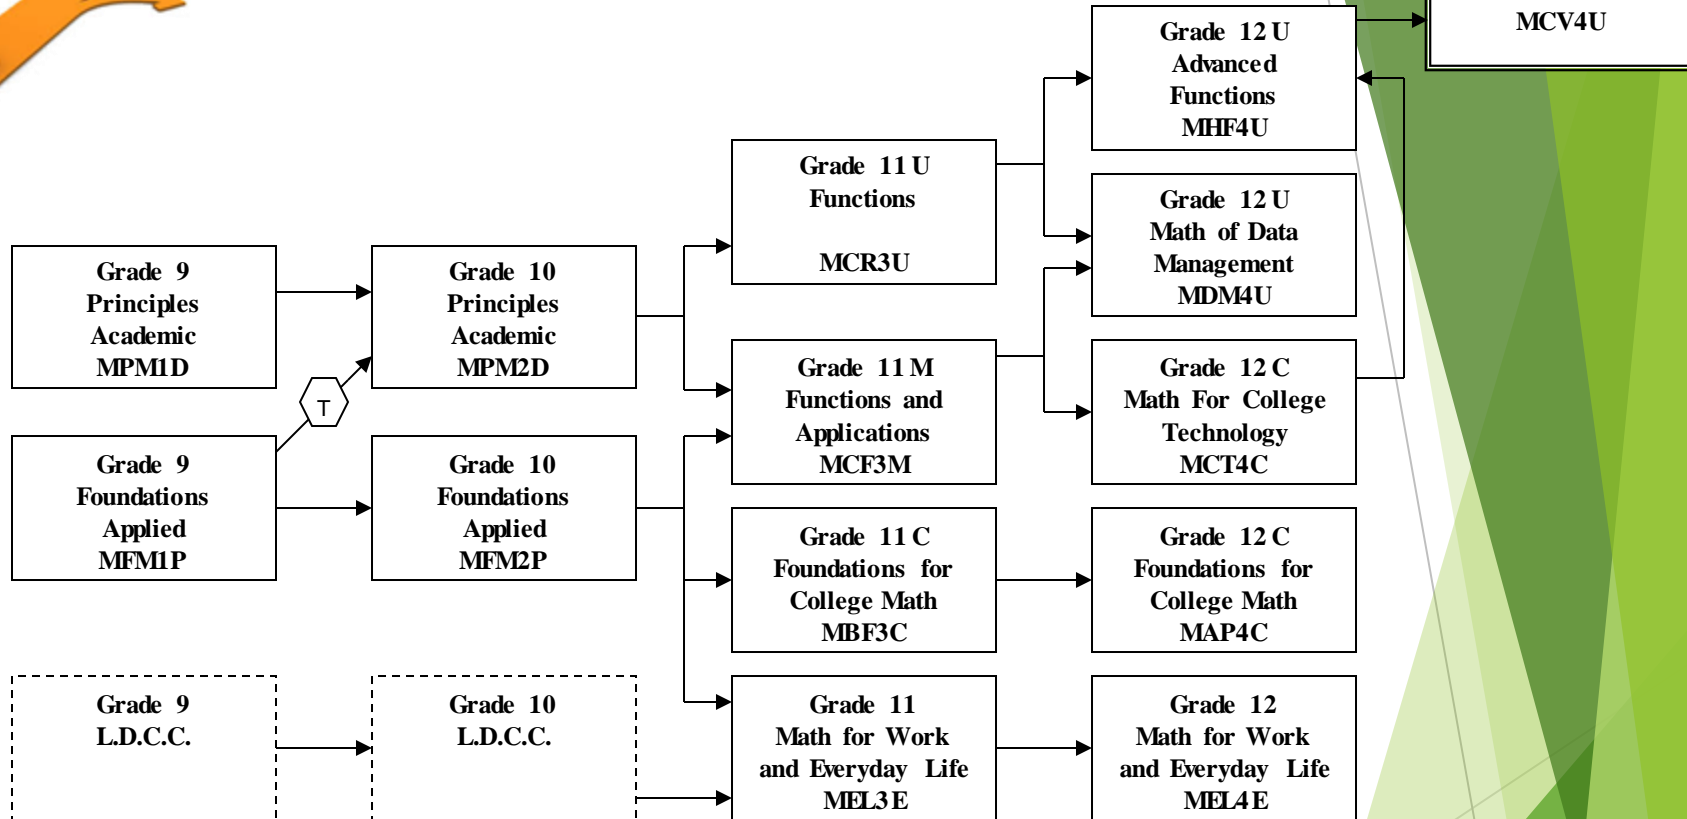 MCV4U
Grade 12 U
Advanced
Functions
MHF4U
Grade 11 U
Functions
MCR3U
Grade 12 U
Math of Data
Management
MDM4U
Grade 9
Principles
Academic
MPM1D
Grade 10
Principles
Academic
MPM2D
T
Grade 11 M
Functions and
Applications
MCF3M
Grade 12 C
Math For College
Technology
MCT4C
Grade 9
Foundations
Applied
MFM1P
Grade 10
Foundations
Applied
MFM2P
Grade 11 C
Foundations for
College Math
MBF3C
Grade 12 C
Foundations for
College Math
MAP4C
Grade 9
L.D.C.C.
Grade 10
L.D.C.C.
Grade 11
Math for Work
and Everyday Life
MEL3E
Grade 12
Math for Work
and Everyday Life
MEL4E